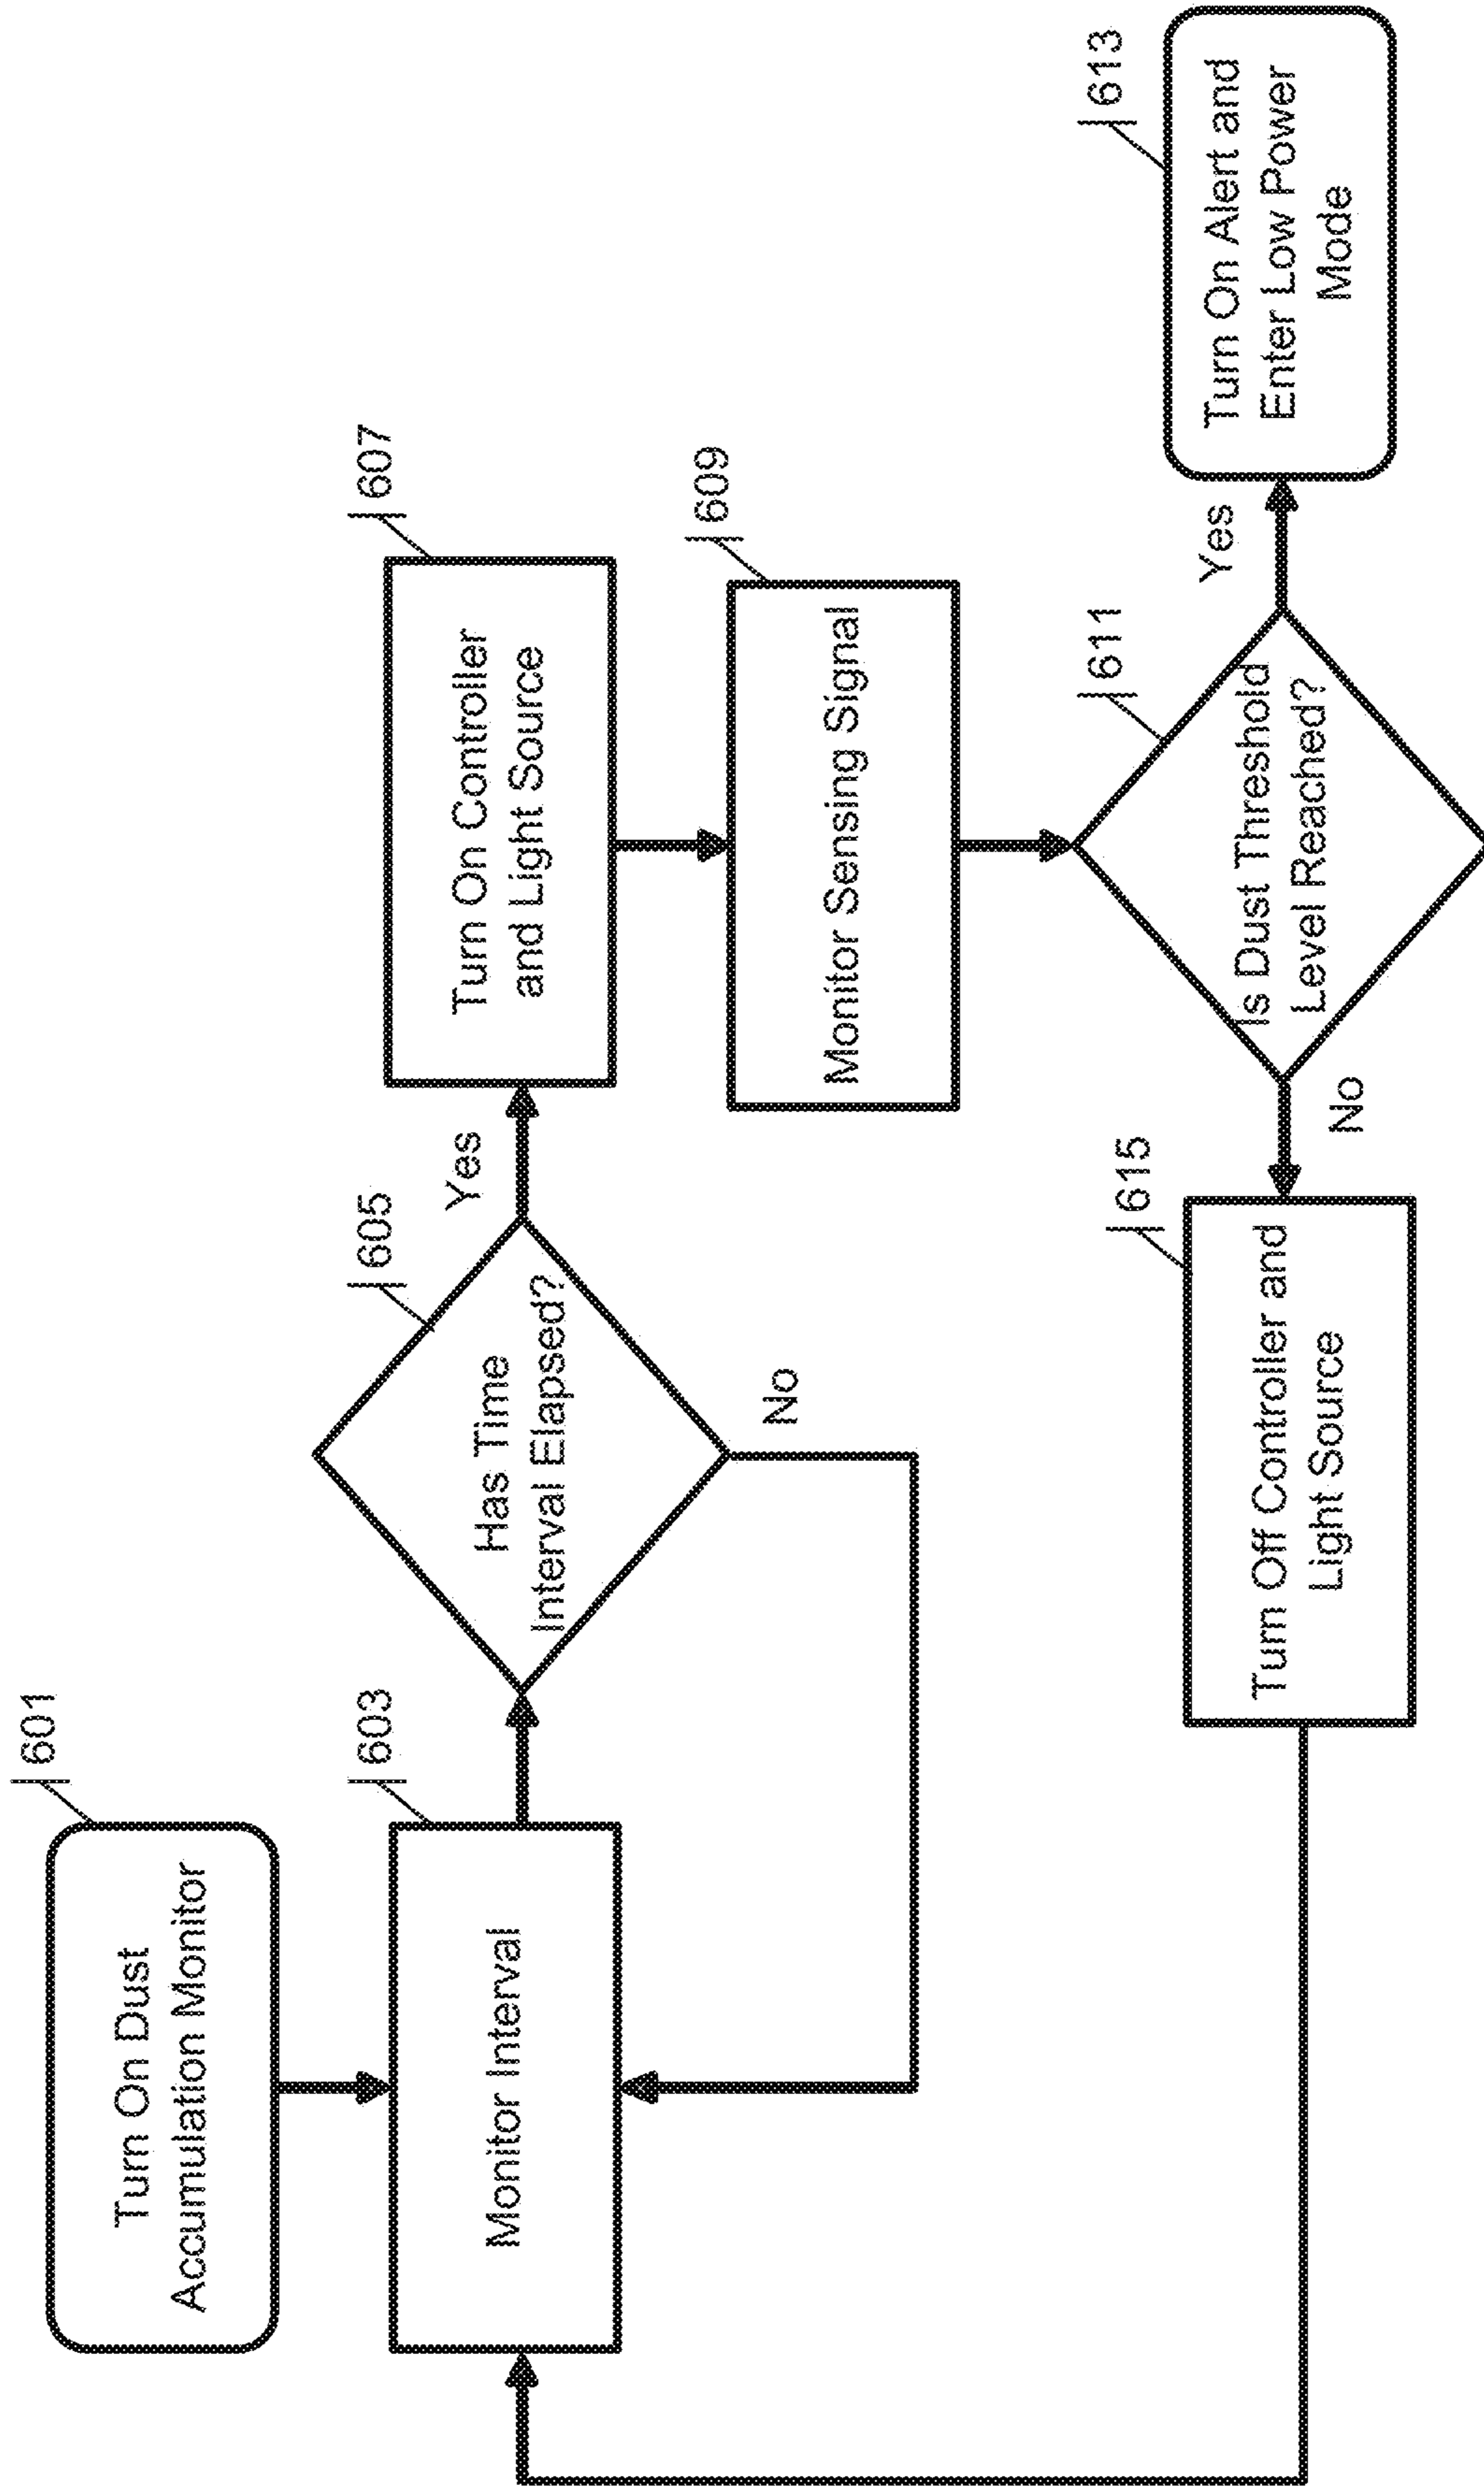 601
Turn On Dust
Accumulation Monitor
603
Monitor Interval
605
Has Time
Interval Elapsed?
Yes
No
607
Turn On Controller
and Light Source
609
Monitor Sensing Signal
611
Is Dust Threshold
Level Reached?
Yes
No
613
Turn On Alert and
Enter Low Power
Mode
615
Turn Off Controller and
Light Source